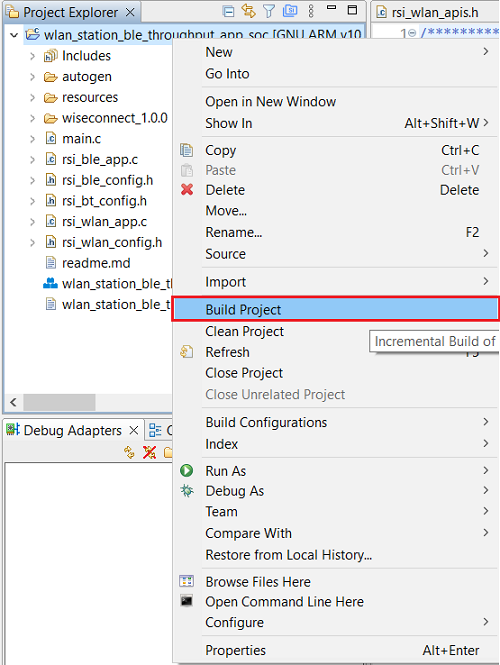 Project Explorer
rsi_wlan_apis.h
wlan_station_ble_throughput_app_soc [GNU ARM v10
1 /*********
Includes
autogen
resources
wiseconnect_1.0.0
main.c
rsi_ble_app.c
rsi_ble_config.h
rsi_bt_config.h
rsi_wlan_app.c
rsi_wlan_config.h
readme.md
wlan_station_ble_t
wlan_station_ble_t
Debug Adapters
New
Go Into
Open in New Window
Show In Alt+Shift+W
Copy Ctrl+C
Paste Ctrl+V
Delete Delete
Move...
Rename... F2
Source
Import
Build Project
Clean Project
Incremental Build of
Refresh
Close Project
Close Unrelated Project
Build Configurations
Index
Run As
Debug As
Team
Compare With
Restore from Local History...
Browse Files Here
Open Command Line Here
Configure
Properties Alt+Enter